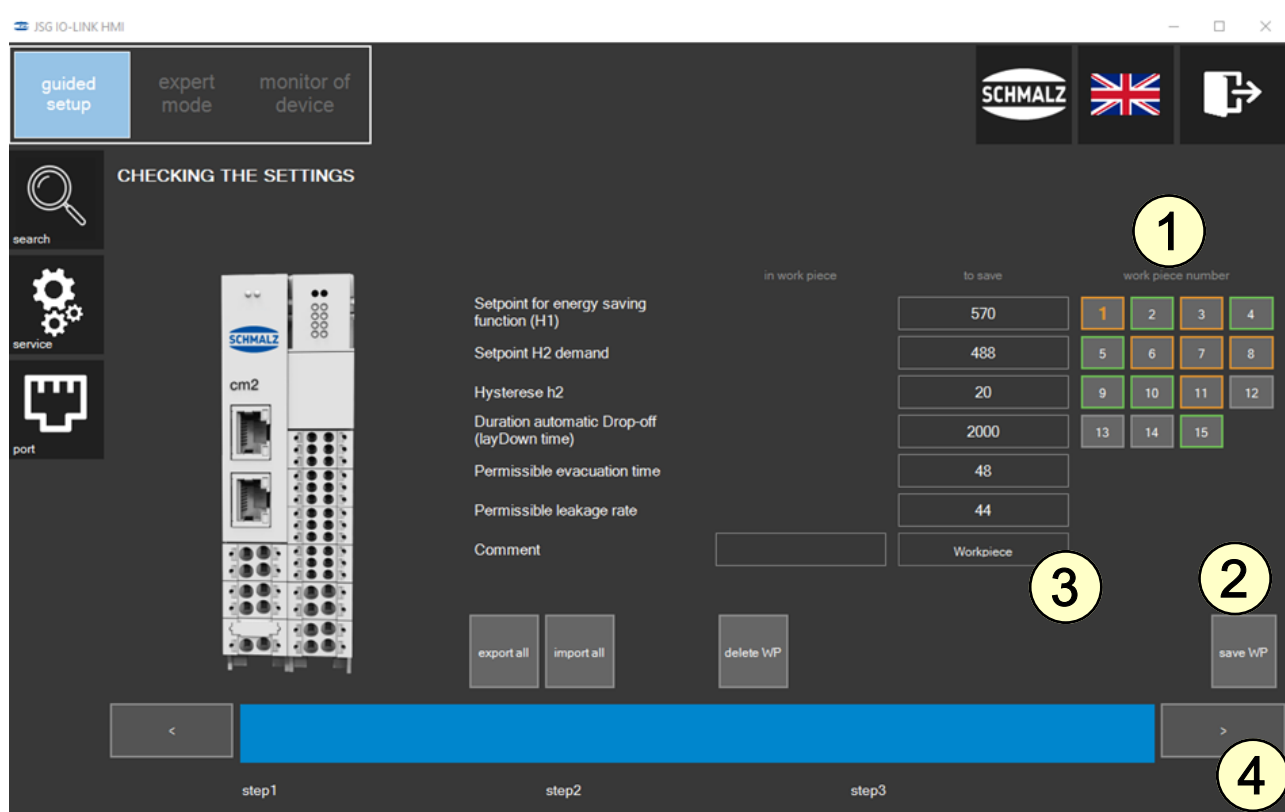 JSG IO-LINK HMI
guided
setup
expert
mode
monitor of
device
SCHMALZ
CHECKING THE SETTINGS
search
service
port
SCHMALZ
cm2
1
in work piece
to save
work piece number
Setpoint for energy saving
function (H1)
570
1 2 3 4
Setpoint H2 demand
488
5 6 7 8
Hysterese h2
20
9 10 11 12
Duration automatic Drop-off
(layDown time)
2000
13 14 15
Permissible evacuation time
48
Permissible leakage rate
44
Comment
Workpiece
3
2
export all
import all
delete WP
save WP
<
>
4
step1
step2
step3